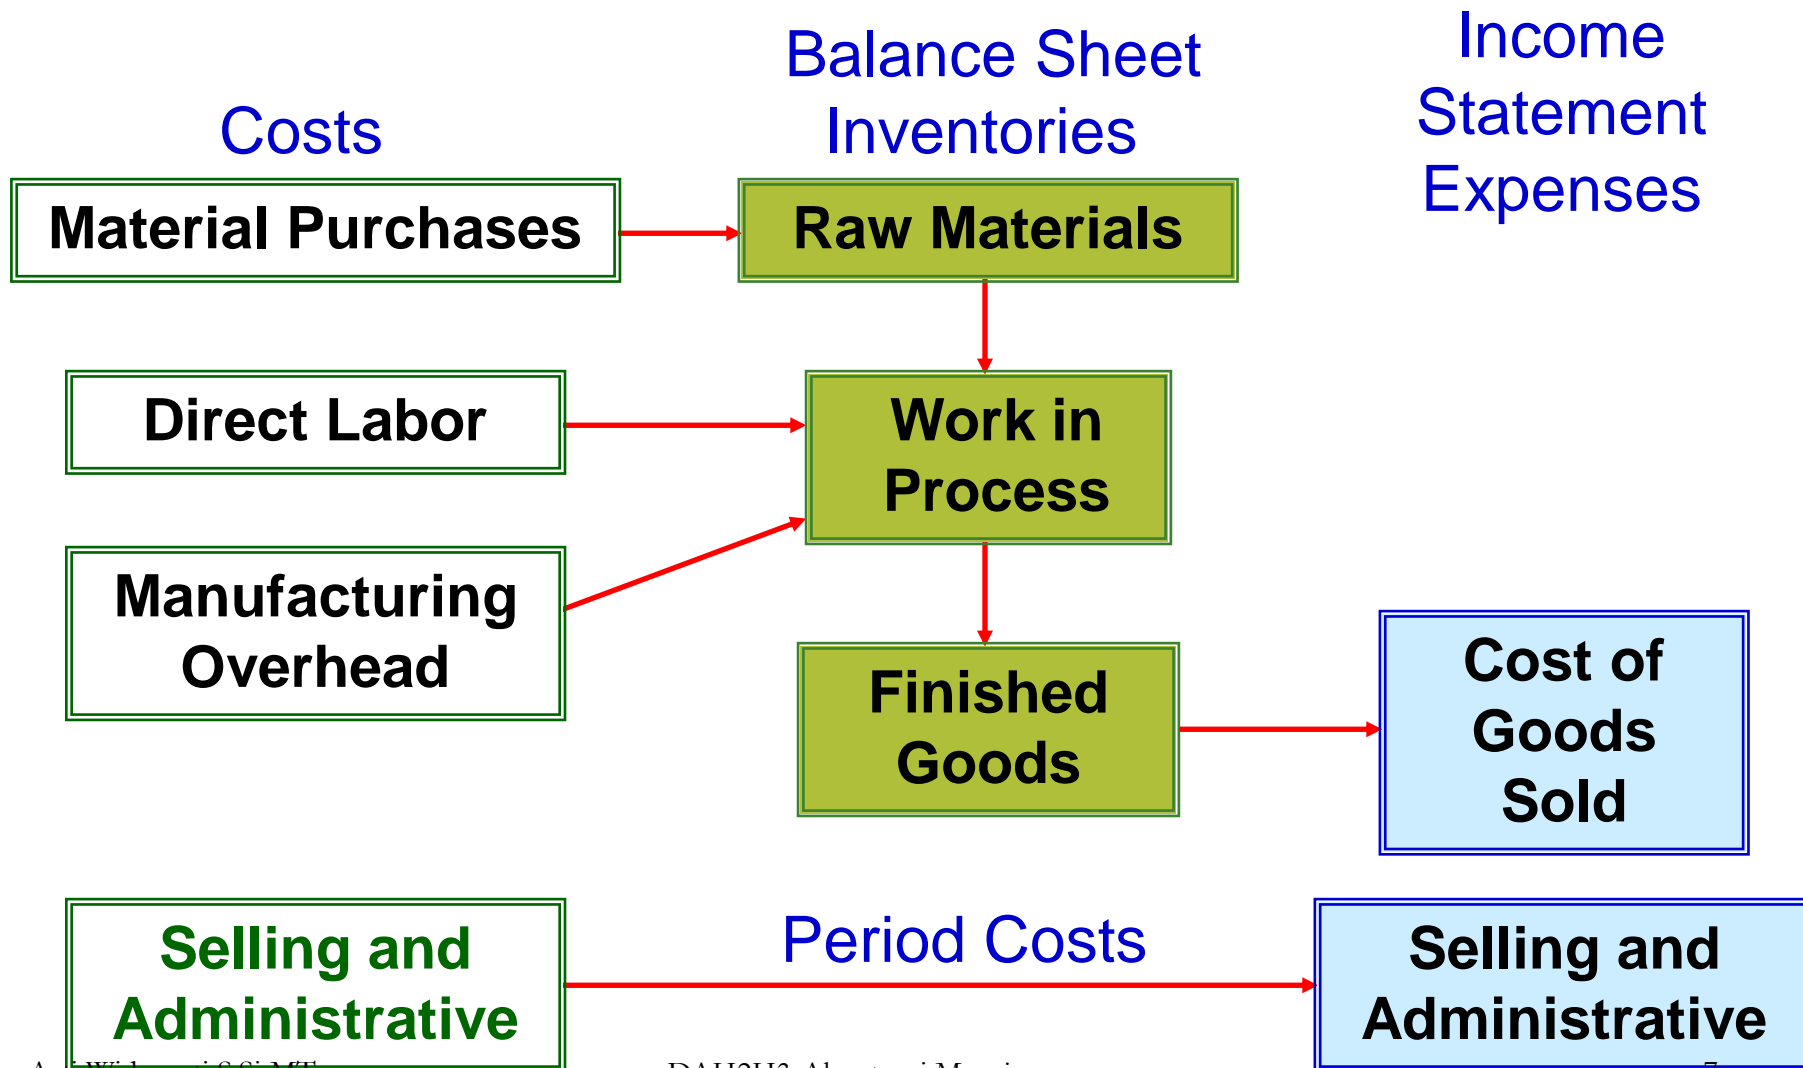 Costs
Balance Sheet
Inventories
Income
Statement
Expenses
Material Purchases
Raw Materials
Direct Labor
Work in
Process
Manufacturing
Overhead
Finished
Goods
Cost of
Goods
Sold
Selling and
Administrative
Period Costs
Selling and
Administrative
7